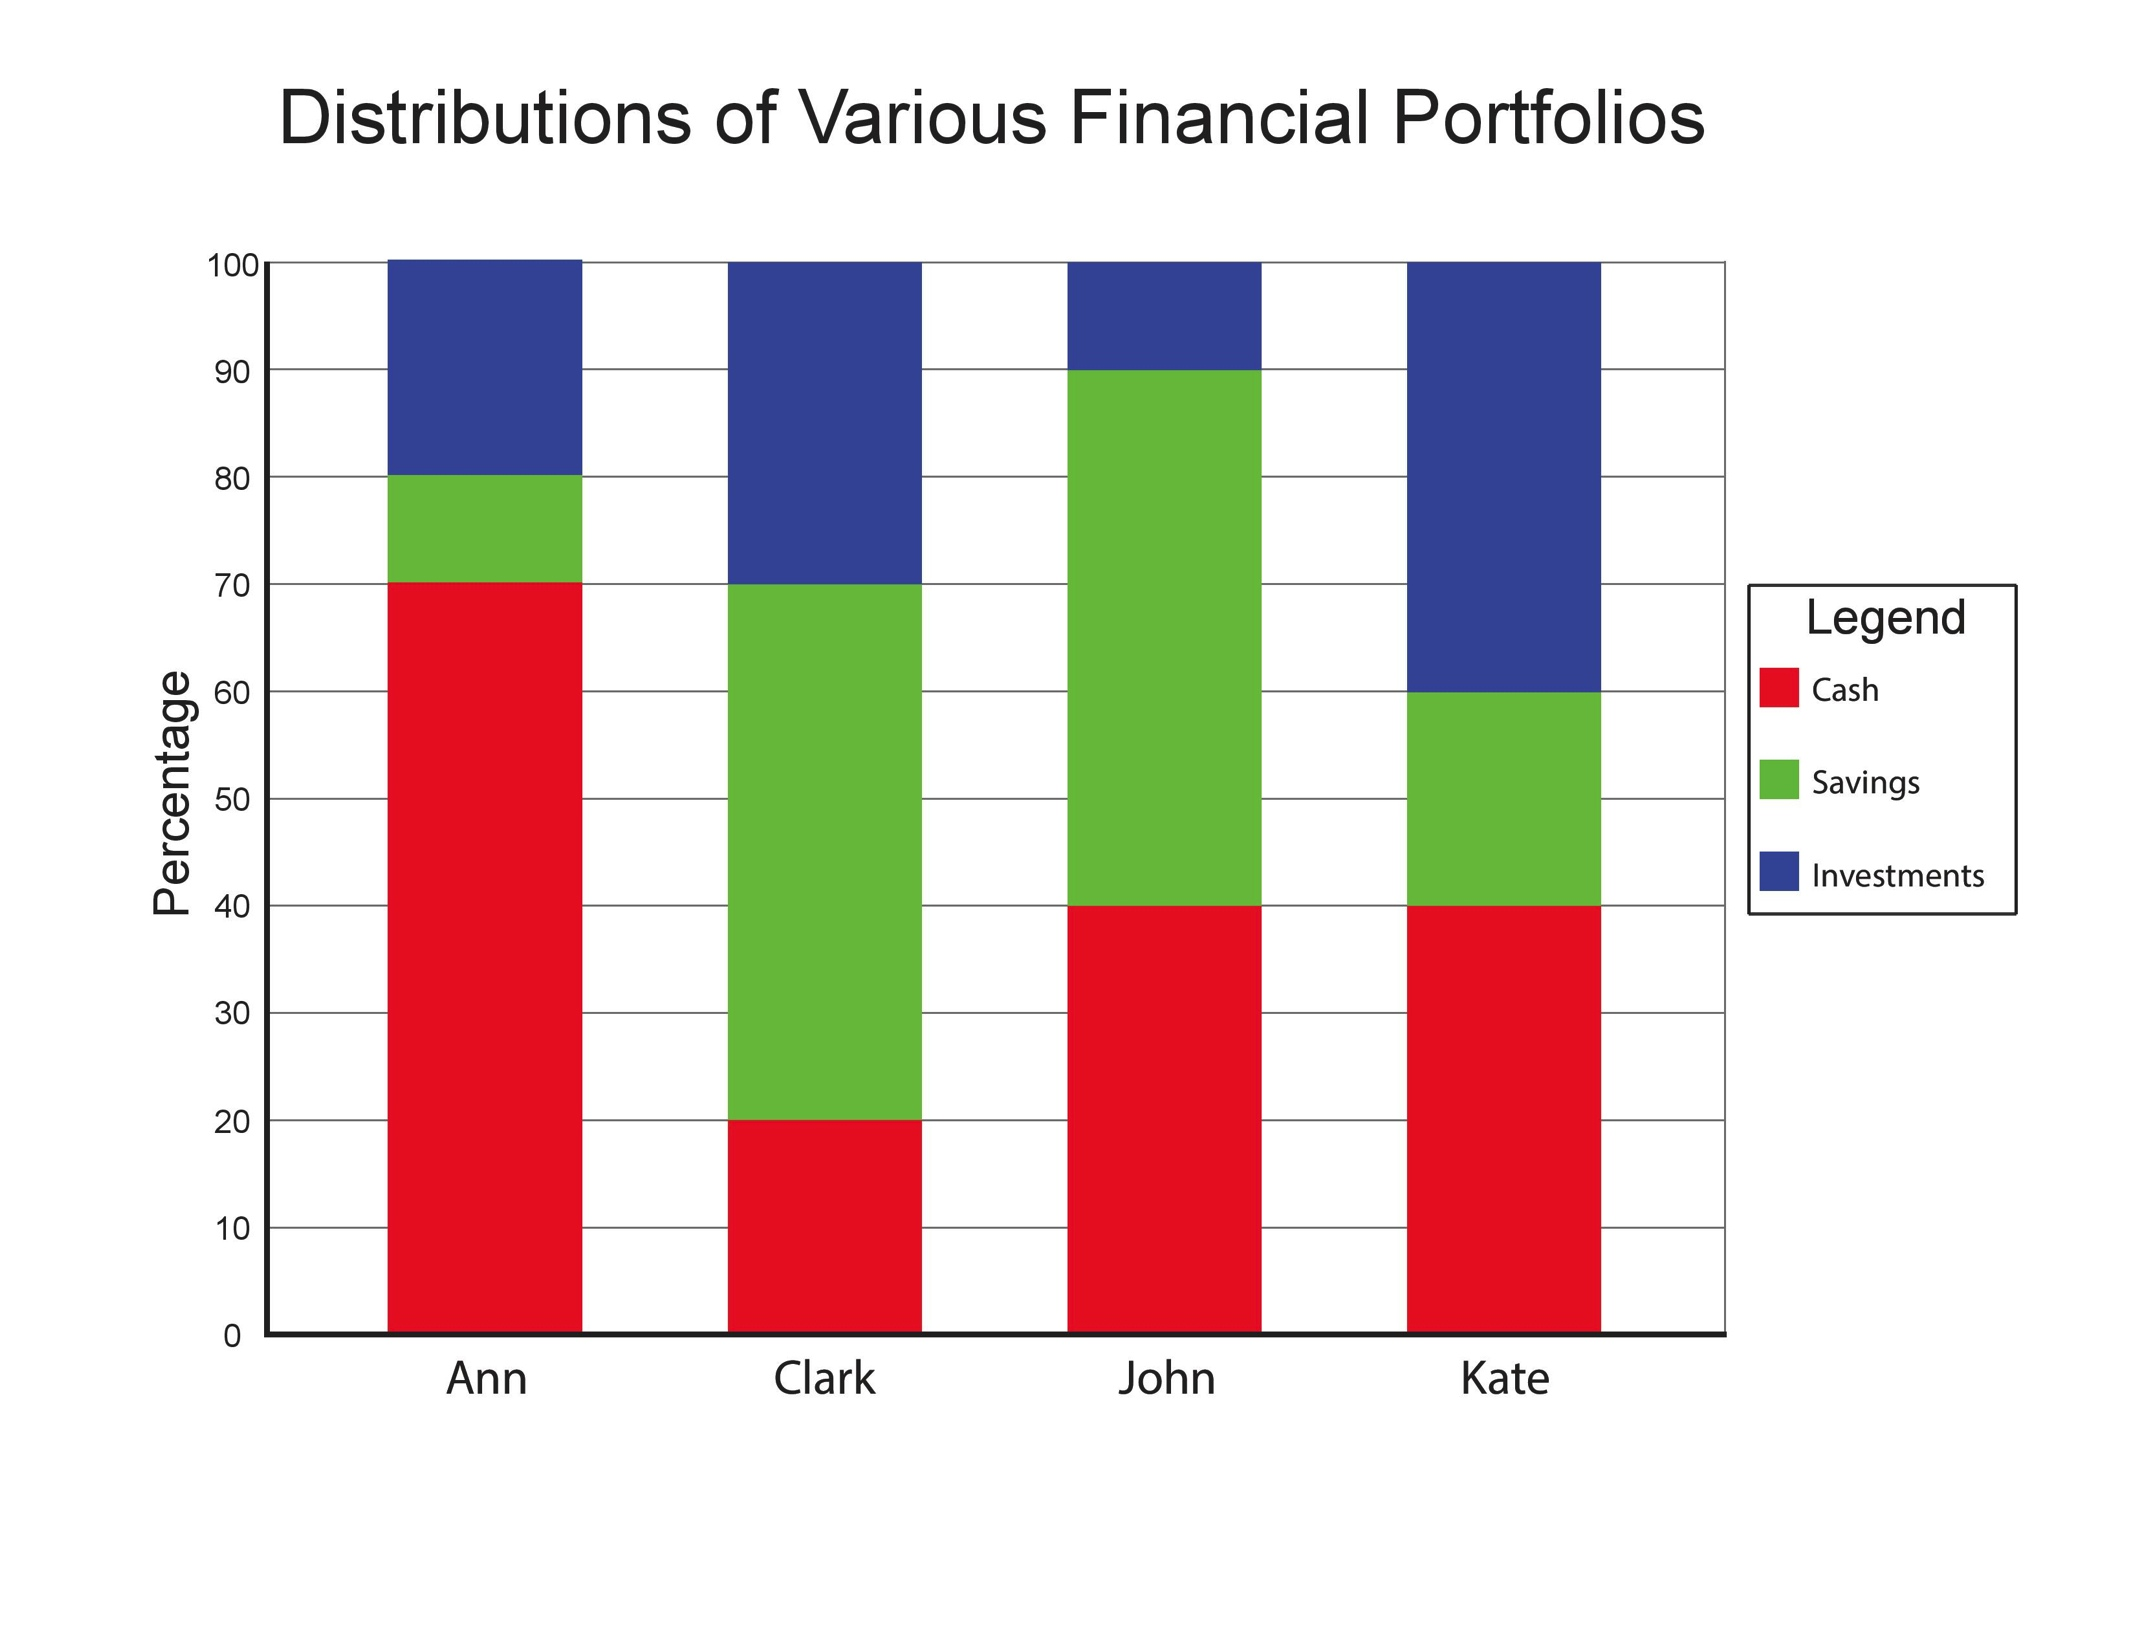 Distributions of Various Financial Portfolios
Percentage
100
90
80
70
60
50
40
30
20
10
0
Ann
Clark
John
Kate
Legend
Cash
Savings
Investments